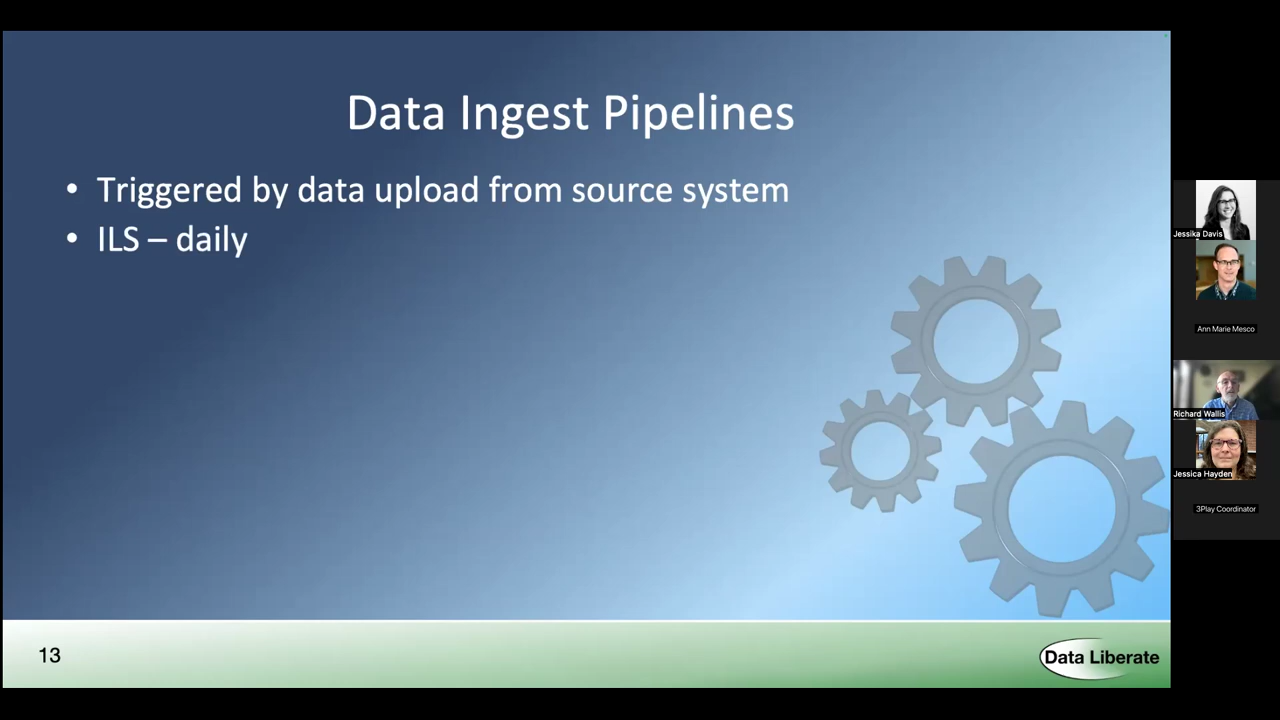 Data Ingest Pipelines
• Triggered by data upload from source system
• ILS – daily
13
Data Liberate
Jessika Davis
Ann Marie Mesco
Richard Wallis
Jessica Hayden
3Play Coordinator